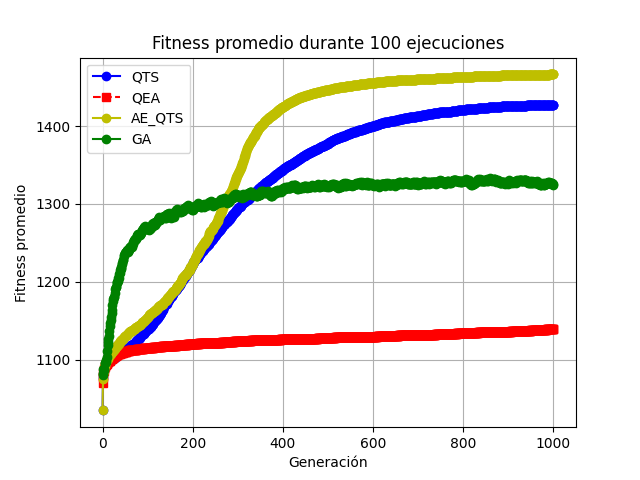 Fitness promedio durante 100 ejecuciones
QTS
QEA
AE_QTS
GA
Fitness promedio
1400
1300
1200
1100
0
200
400
600
800
1000
Generación